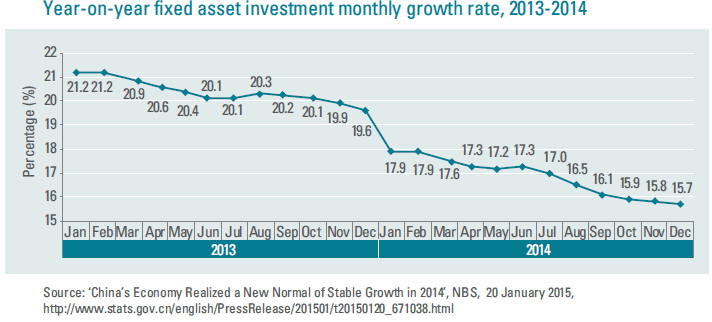 Year-on-year fixed asset investment monthly growth rate, 2013-2014
Percentage (%)
22
21
20
19
18
17
16
15
21.2 21.2 20.9 20.6 20.4 20.1 20.1 20.3 20.2 20.1 19.9 19.6 17.9 17.9 17.6 17.3 17.2 17.3 17.0 16.5 16.1 15.9 15.8 15.7
Jan Feb Mar Apr May Jun Jul Aug Sep Oct Nov Dec Jan Feb Mar Apr May Jun Jul Aug Sep Oct Nov Dec
2013 2014
Source: ‘China’s Economy Realized a New Normal of Stable Growth in 2014’, NBS, 20 January 2015,
http://www.stats.gov.cn/english/PressRelease/201501/t20150120_671038.html